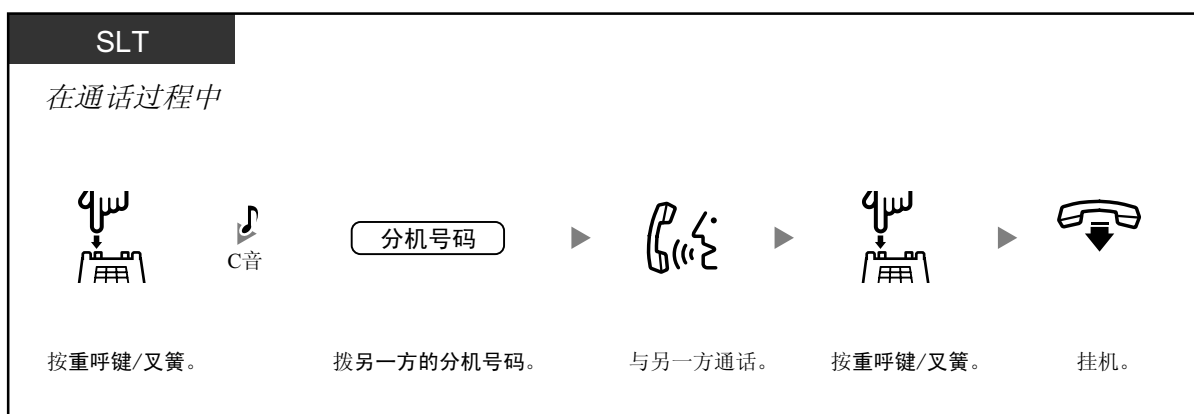 SLT
在通话过程中
C音
分机号码
按重呼键/叉簧。
拨另一方的分机号码。
与另一方通话。
按重呼键/叉簧。
挂机。